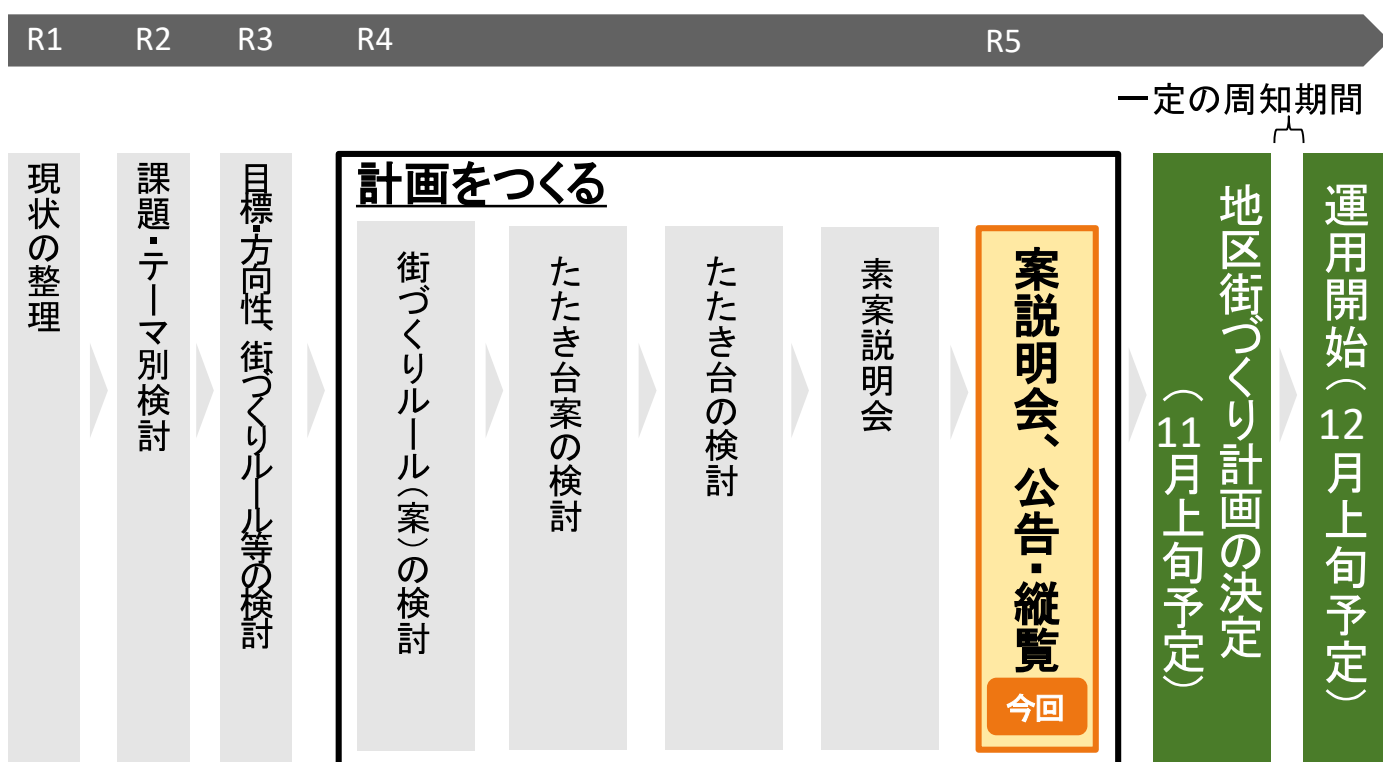 R1
R2
R3
R4
R5
一定の周知期間
現状の整理
課題・テーマ別検討
目標・方向性、街づくりルール等の検討
計画をつくる
街づくりルール（案）の検討
たたき台案の検討
たたき台の検討
素案説明会
案説明会、公告・縦覧
今回
地区街づくり計画の決定
（11月上旬予定）
運用開始（12月上旬予定）